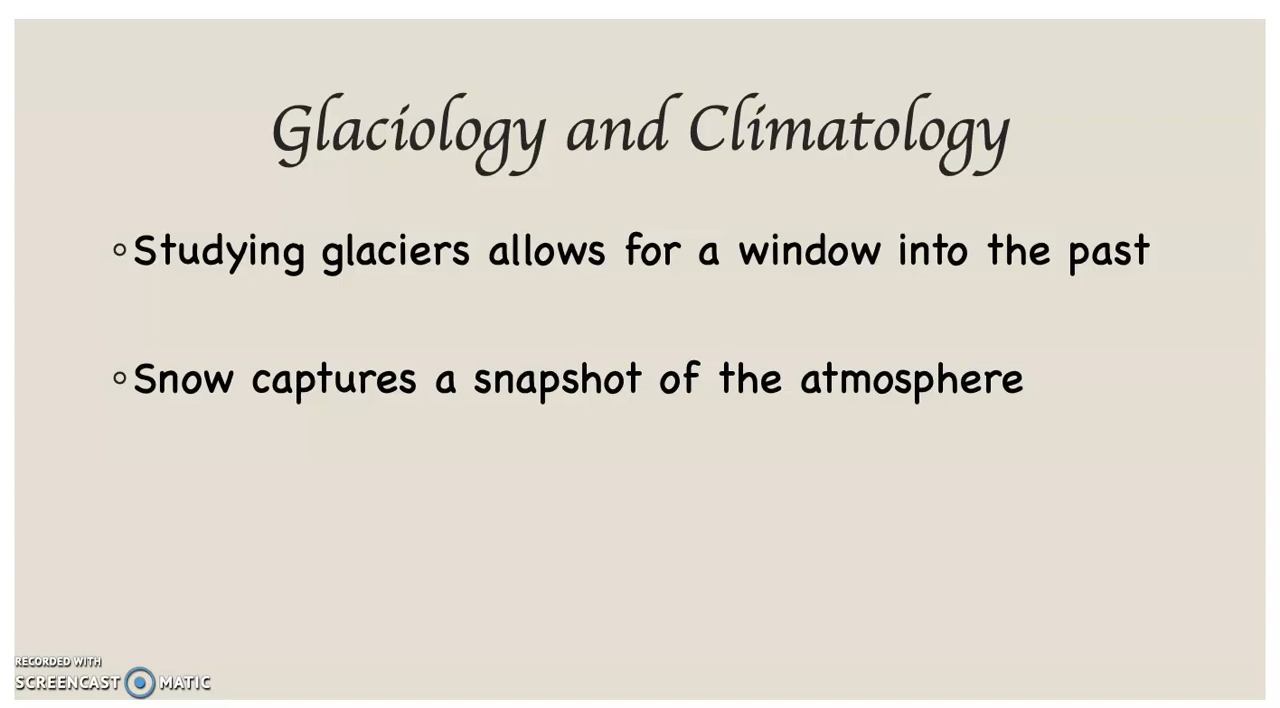 Glaciology and Climatology
◦Studying glaciers allows for a window into the past
◦Snow captures a snapshot of the atmosphere
RECORDED WITH
SCREENCAST MATIC